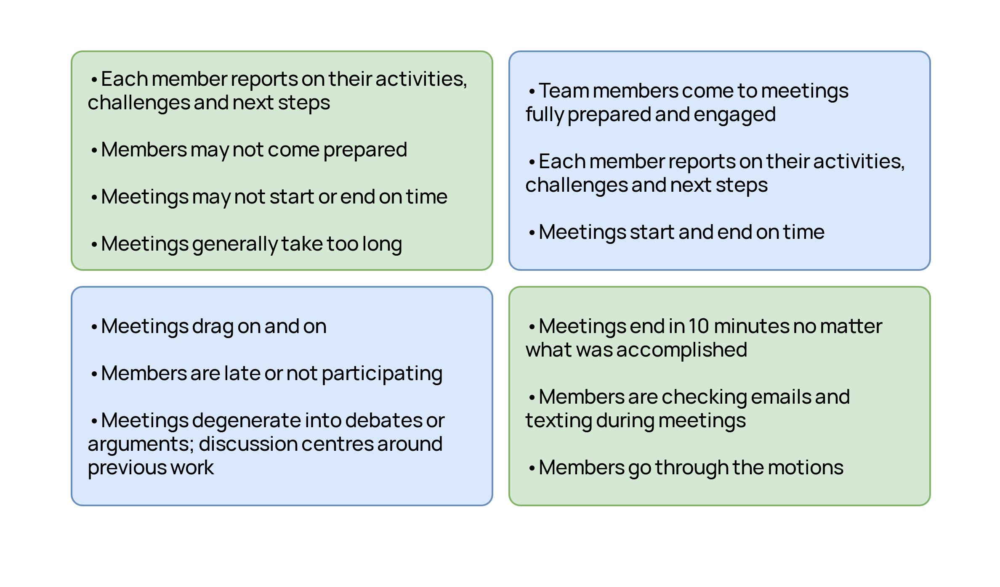 • Each member reports on their activities,
challenges and next steps
• Members may not come prepared
• Meetings may not start or end on time
• Meetings generally take too long
• Team members come to meetings
fully prepared and engaged
• Each member reports on their activities,
challenges and next steps
• Meetings start and end on time
• Meetings drag on and on
• Members are late or not participating
• Meetings degenerate into debates or
arguments; discussion centres around
previous work
• Meetings end in 10 minutes no matter
what was accomplished
• Members are checking emails and
texting during meetings
• Members go through the motions